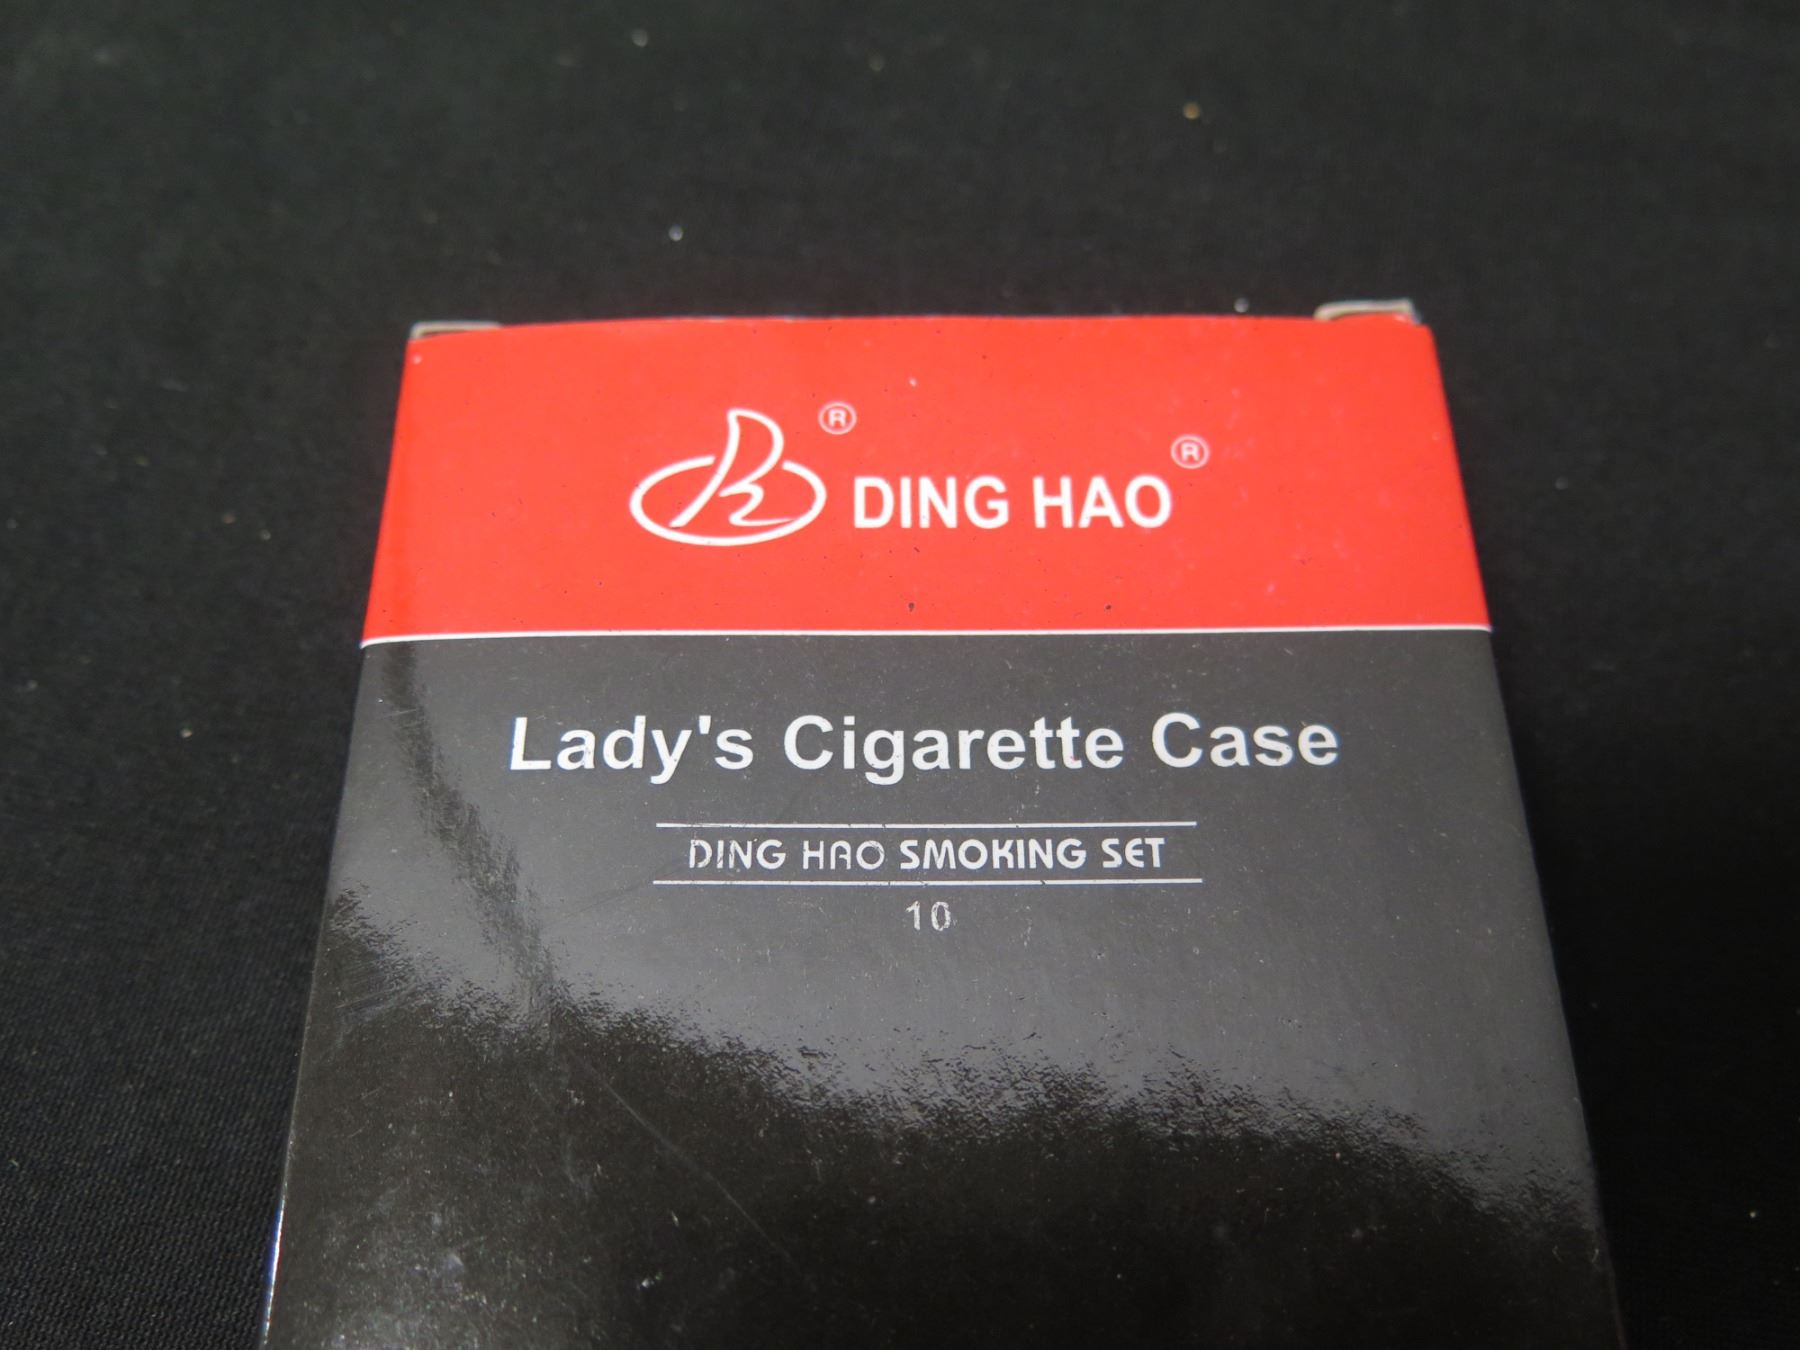 ® DING HAO®
Lady's Cigarette Case
DING HAO SMOKING SET
10